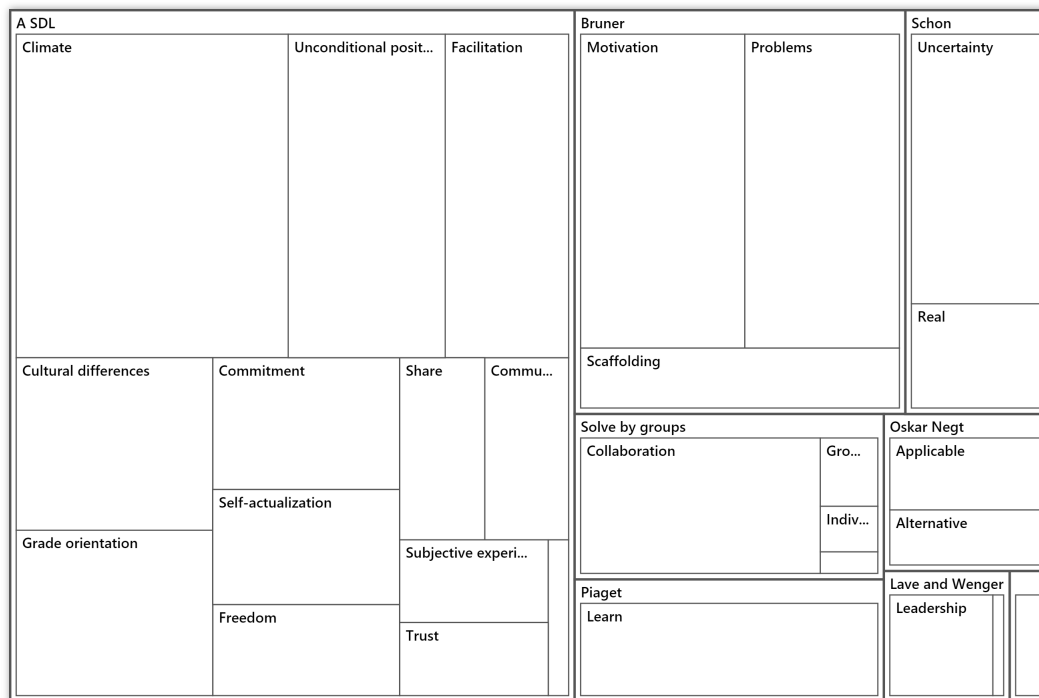 A SDL
Climate
Unconditional posit...
Facilitation
Cultural differences
Commitment
Share
Commu...
Self-actualization
Grade orientation
Subjective experi...
Freedom
Trust
Bruner
Motivation
Problems
Scaffolding
Schon
Uncertainty
Real
Solve by groups
Collaboration
Gro...
Indiv...
Oskar Negt
Applicable
Alternative
Piaget
Learn
Lave and Wenger
Leadership